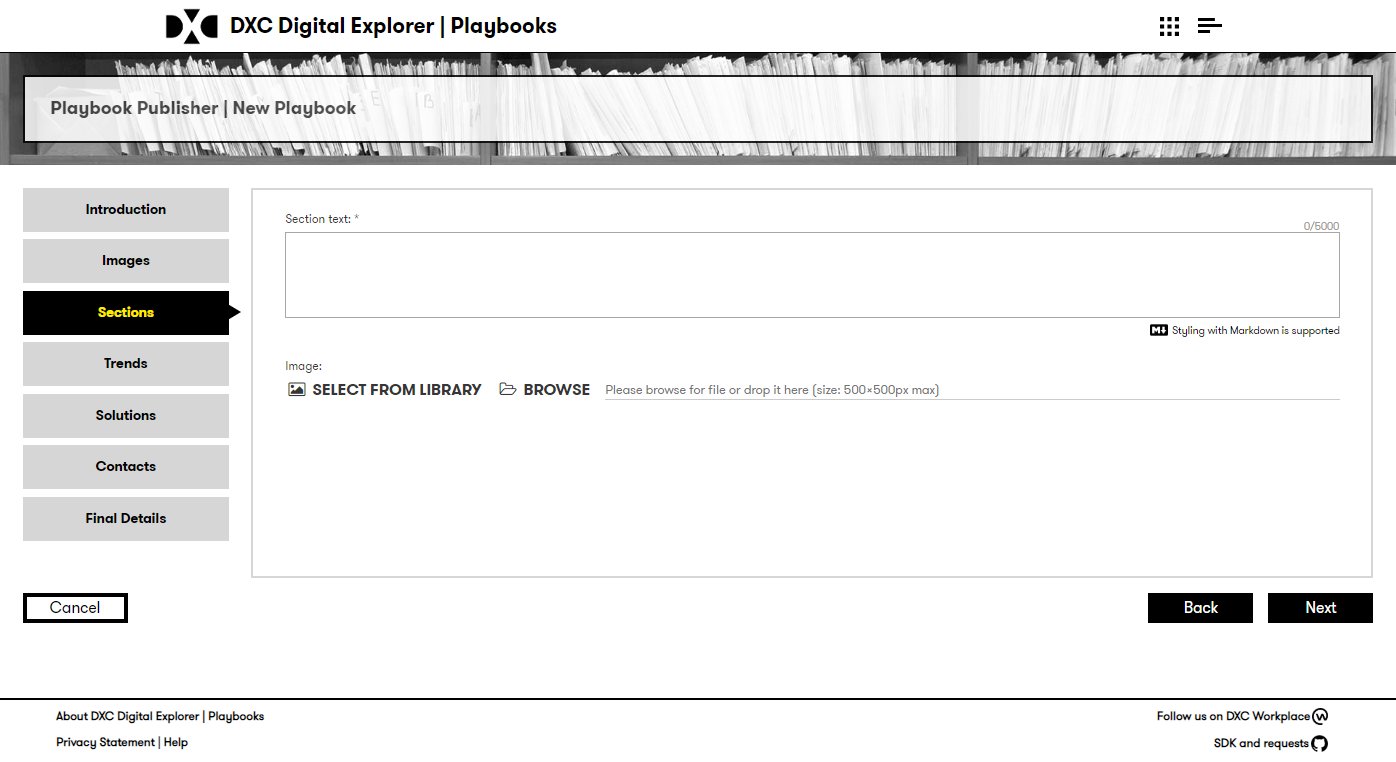 DXC Digital Explorer | Playbooks
Playbook Publisher | New Playbook
Introduction
Images
Sections
Trends
Solutions
Contacts
Final Details
Section text: *
0/5000
Styling with Markdown is supported
Image:
SELECT FROM LIBRARY BROWSE Please browse for file or drop it here (size: 500×500px max)
Cancel
Back Next
About DXC Digital Explorer | Playbooks
Privacy Statement | Help
Follow us on DXC Workplace
SDK and requests